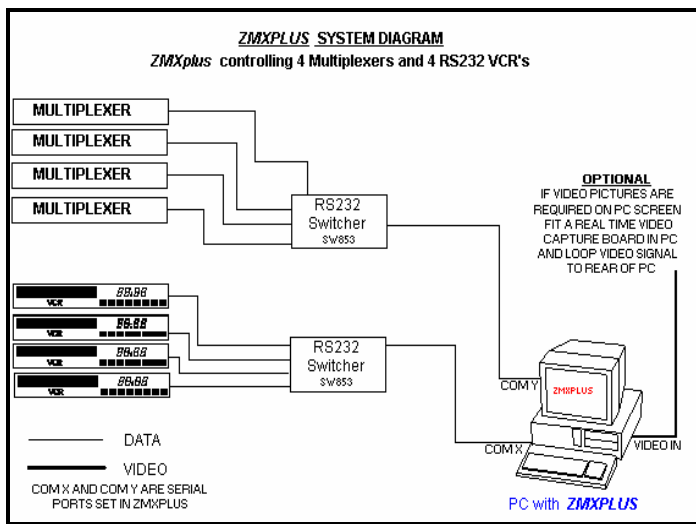 ZMXPLUS SYSTEM DIAGRAM
ZMXplus controlling 4 Multiplexers and 4 RS232 VCR's
MULTIPLEXER
MULTIPLEXER
MULTIPLEXER
MULTIPLEXER
RS232
Switcher
SW853
OPTIONAL
IF VIDEO PICTURES ARE
REQUIRED ON PC SCREEN
FIT A REAL TIME VIDEO
CAPTURE BOARD IN PC
AND LOOP VIDEO SIGNAL
TO REAR OF PC
VCR
VCR
VCR
VCR
RS232
Switcher
SW853
COM Y
ZMXPLUS
COM X
VIDEO IN
DATA
VIDEO
COM X AND COM Y ARE SERIAL
PORTS SET IN ZMXPLUS
PC with ZMXPLUS